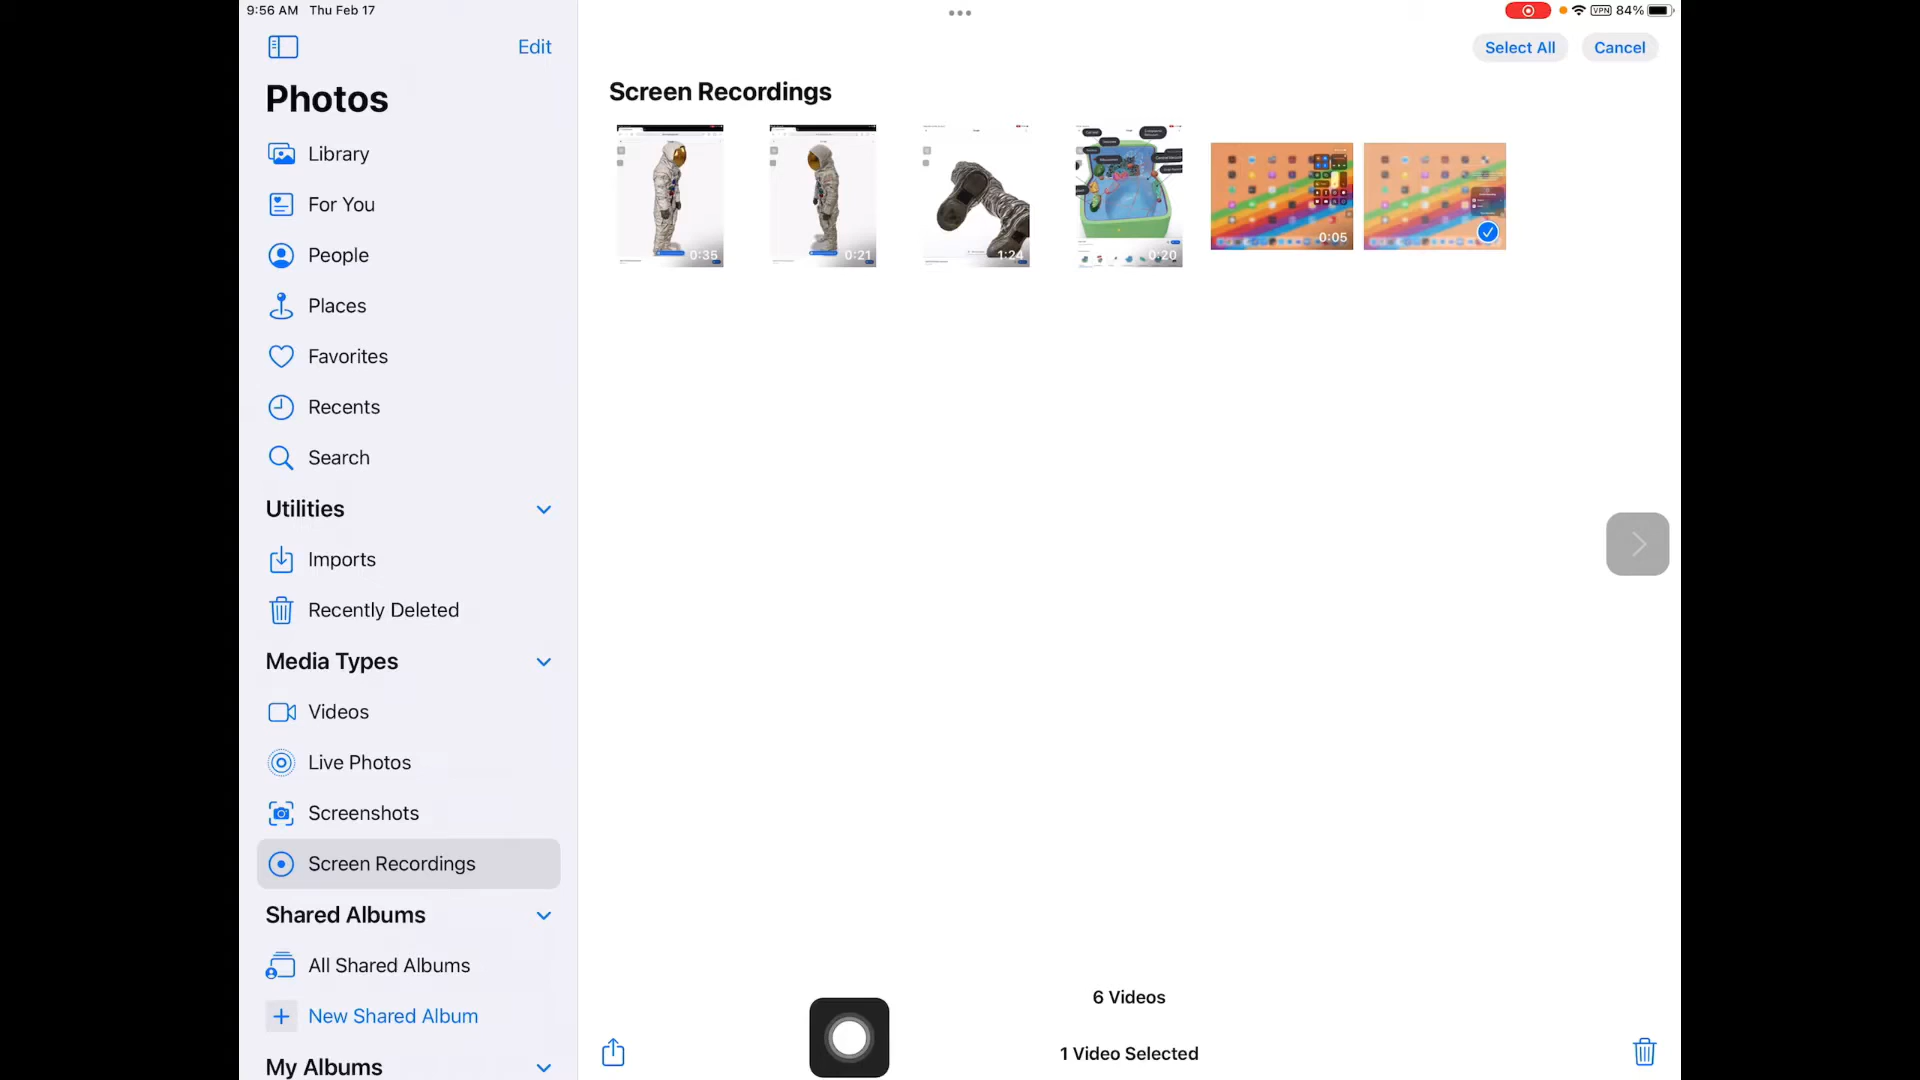 9:56 AM Thu Feb 17
VPN 84%
Edit
Select All Cancel
Photos
Screen Recordings
0:35 0:21 1:24 0:20 0:05
Library
For You
People
Places
Favorites
Recents
Search
Utilities
Imports
Recently Deleted
Media Types
Videos
Live Photos
Screenshots
Screen Recordings
Shared Albums
All Shared Albums
New Shared Album
My Albums
6 Videos
1 Video Selected